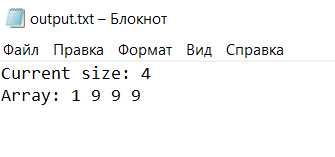 output.txt – Блокнот
Файл Правка Формат Вид Справка
Current size: 4
Array: 1 9 9 9